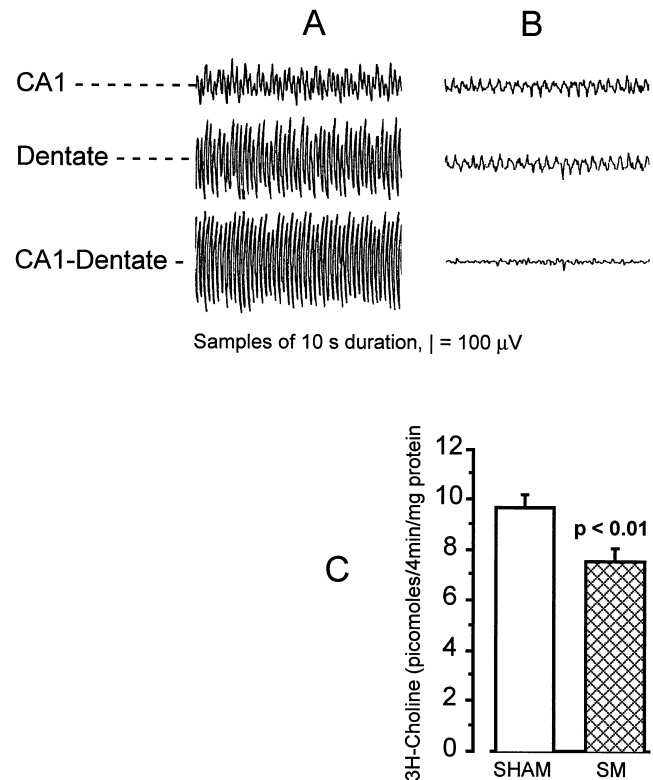 A B
CA1
Dentate
CA1-Dentate
Samples of 10 s duration, | = 100 µV
C
3H-Choline (picomoles/4min/mg protein
12
10
8
6
4
2
0
p < 0.01
SHAM SM